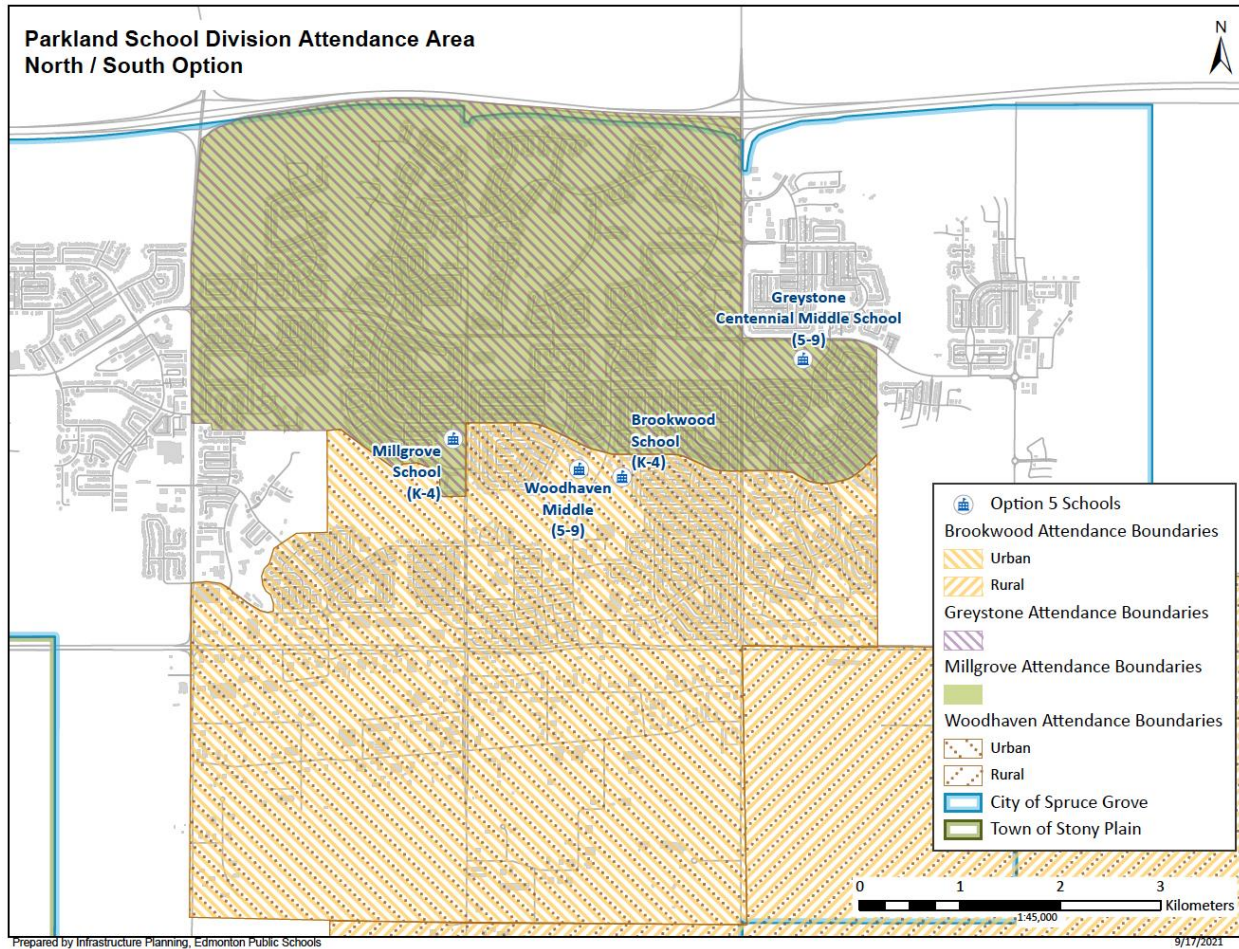 Parkland School Division Attendance Area
North / South Option
N
Greystone
Centennial Middle School
(5-9)
Brookwood
School
(K-4)
Millgrove
School
(K-4)
Woodhaven
Middle
(5-9)
Option 5 Schools
Brookwood Attendance Boundaries
Urban
Rural
Greystone Attendance Boundaries
Millgrove Attendance Boundaries
Woodhaven Attendance Boundaries
Urban
Rural
City of Spruce Grove
Town of Stony Plain
0 1 2 3
Kilometers
1:45,000
Prepared by Infrastructure Planning, Edmonton Public Schools
9/17/2021